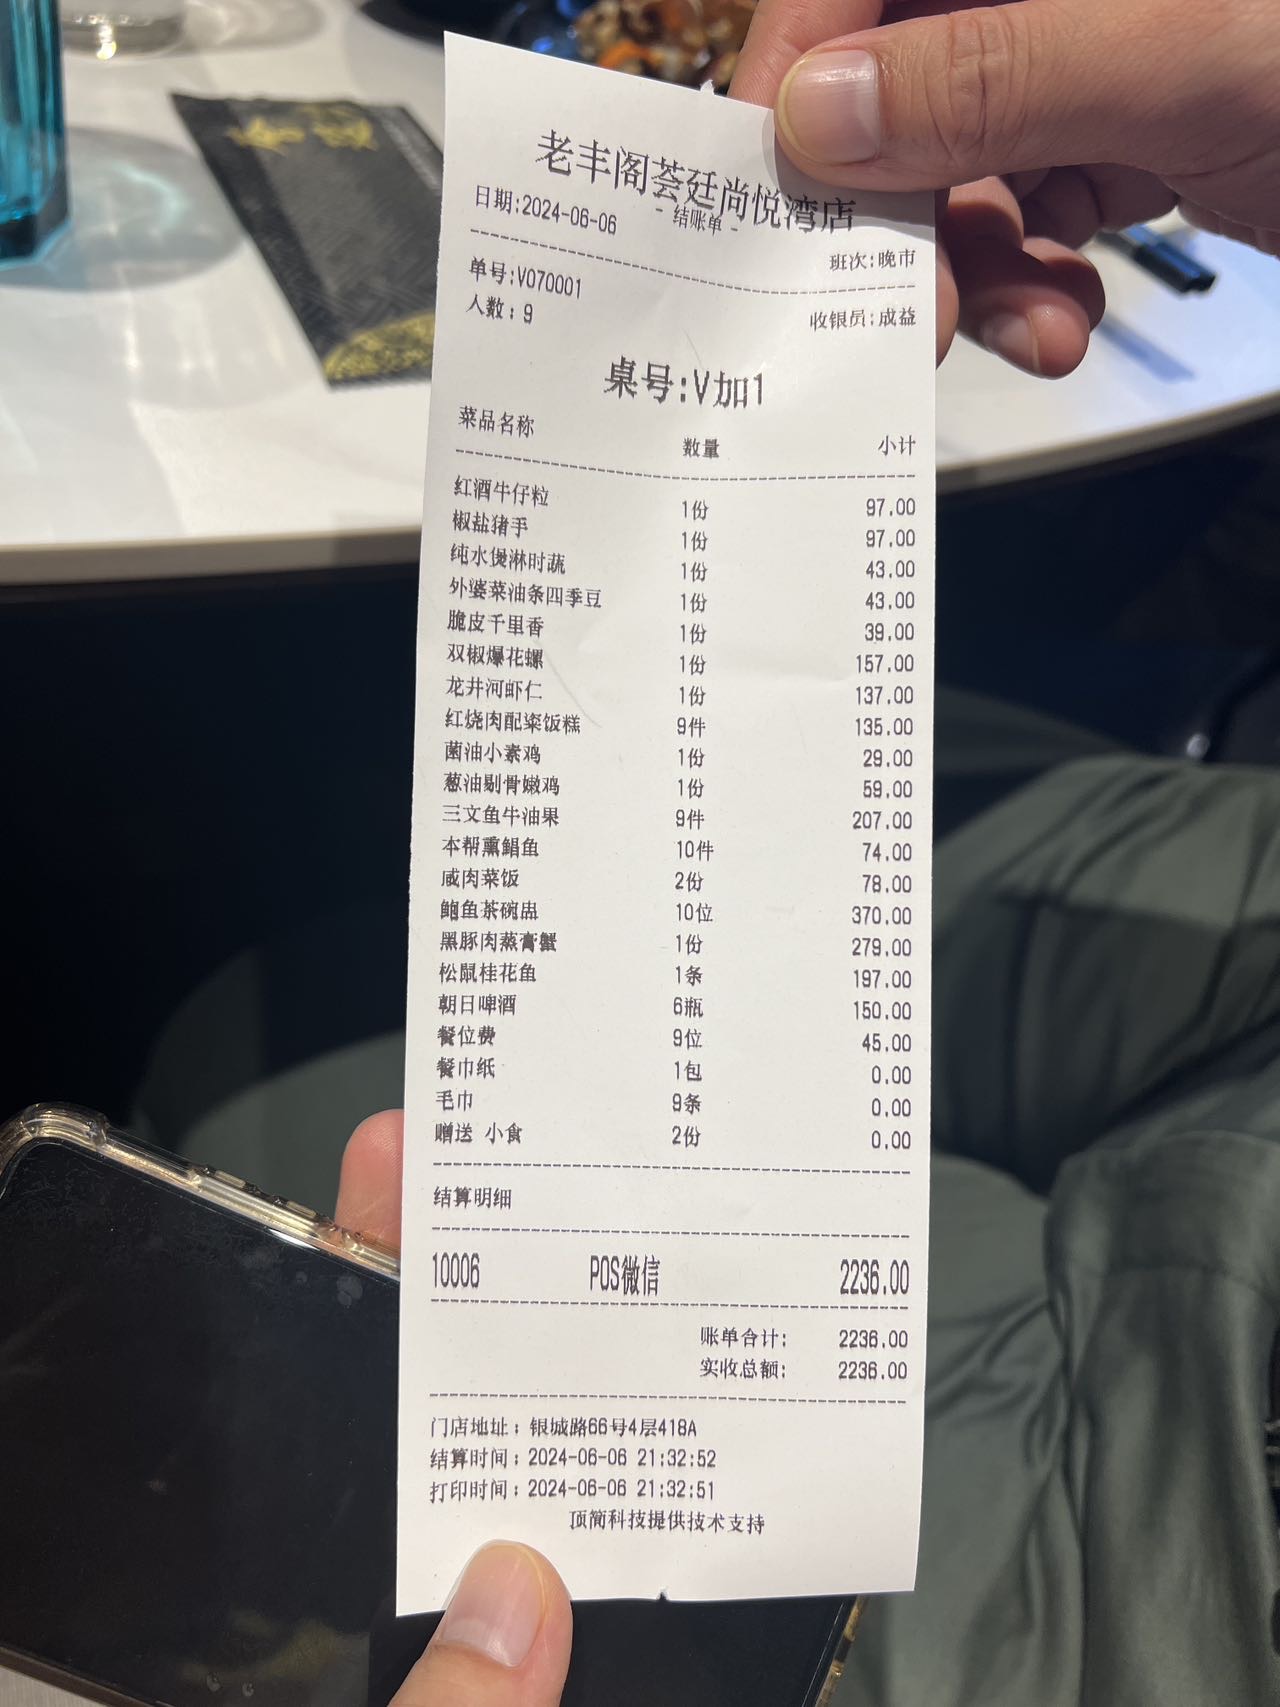 老丰阁荟廷尚悦湾店
- 结账单 -
日期:2024-06-06 班次:晚市
单号:V070001 收银员:成益
人数: 9
桌号:V加1
菜品名称 数量 小计
红酒牛仔粒 1份 97.00
椒盐猪手 1份 97.00
纯水煲淋时蔬 1份 43.00
外婆菜油条四季豆 1份 43.00
脆皮千里香 1份 39.00
双椒爆花螺 1份 157.00
龙井河虾仁 1份 137.00
红烧肉配粢饭糕 9件 135.00
菌油小素鸡 1份 29.00
葱油剔骨嫩鸡 1份 59.00
三文鱼牛油果 9件 207.00
本帮熏鲳鱼 10件 74.00
咸肉菜饭 2份 78.00
鲍鱼茶碗盅 10位 370.00
黑豚肉蒸膏蟹 1份 279.00
松鼠桂花鱼 1条 197.00
朝日啤酒 6瓶 150.00
餐位费 9位 45.00
餐巾纸 1包 0.00
毛巾 9条 0.00
赠送 小食 2份 0.00
结算明细
10006 POS微信 2236.00
账单合计: 2236.00
实收总额: 2236.00
门店地址: 银城路66号4层418A
结算时间: 2024-06-06 21:32:52
打印时间: 2024-06-06 21:32:51
顶简科技提供技术支持